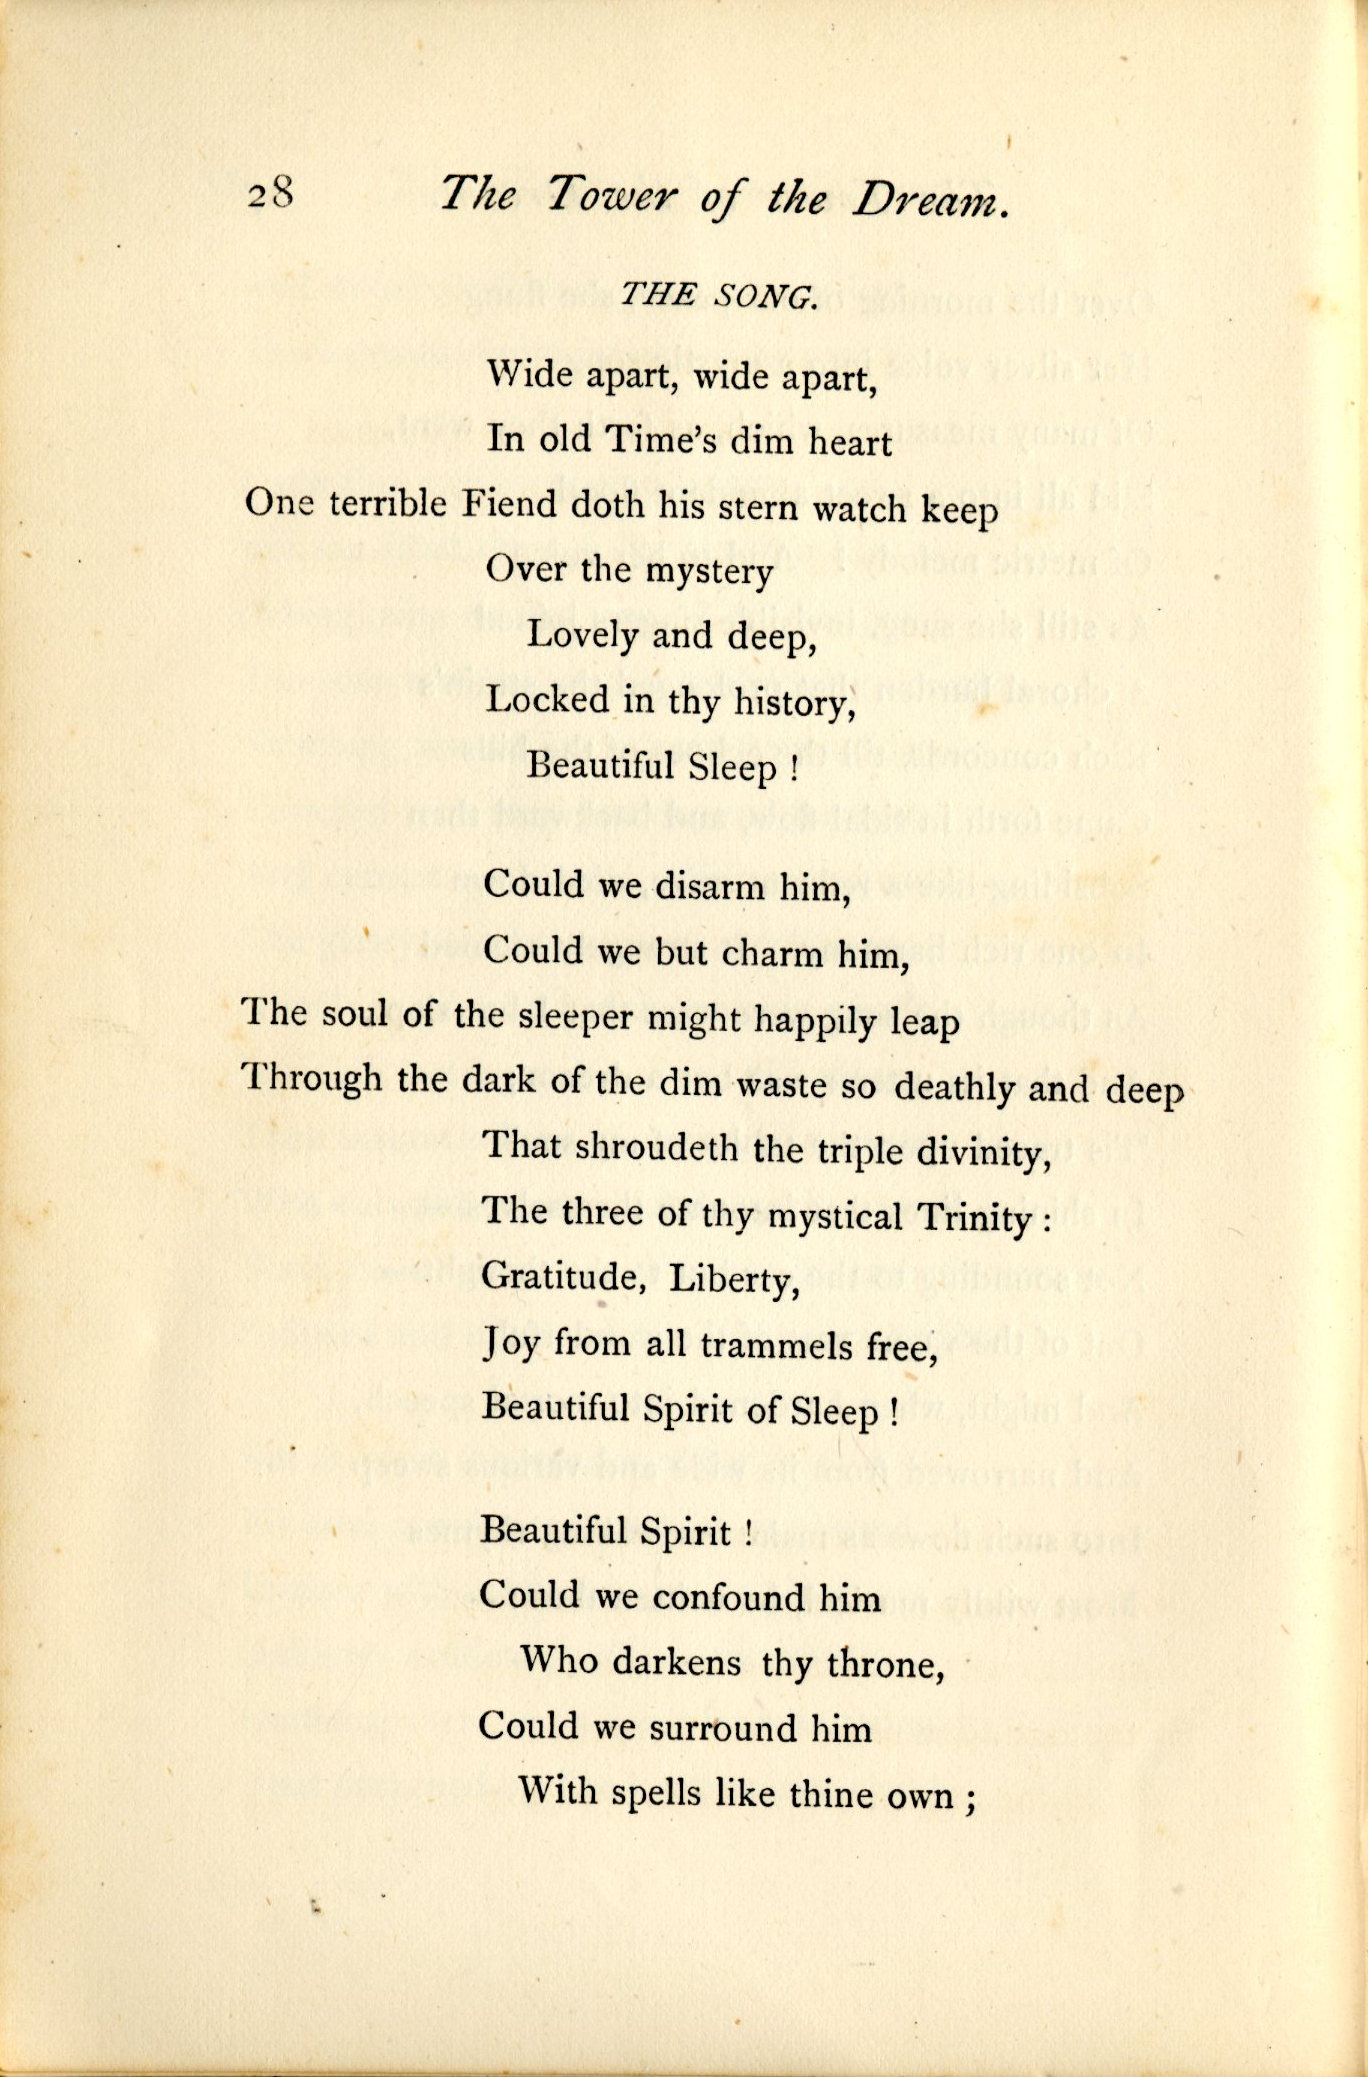 28 The Tower of the Dream.
THE SONG.
Wide apart, wide apart,
In old Time's dim heart
One terrible Fiend doth his stern watch keep
Over the mystery
Lovely and deep,
Locked in thy history,
Beautiful Sleep !
Could we disarm him,
Could we but charm him,
The soul of the sleeper might happily leap
Through the dark of the dim waste so deathly and deep
That shroudeth the triple divinity,
The three of thy mystical Trinity :
Gratitude, Liberty,
Joy from all trammels free,
Beautiful Spirit of Sleep !
Beautiful Spirit !
Could we confound him
Who darkens thy throne,
Could we surround him
With spells like thine own ;